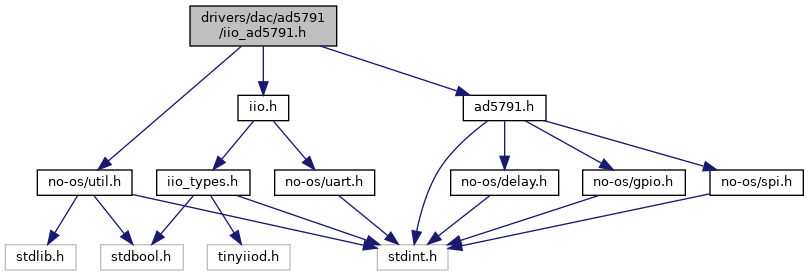 drivers/dac/ad5791
/iio_ad5791.h
iio.h
ad5791.h
no-os/util.h
iio_types.h
no-os/uart.h
no-os/delay.h
no-os/gpio.h
no-os/spi.h
stdlib.h
stdbool.h
tinyiiod.h
stdint.h